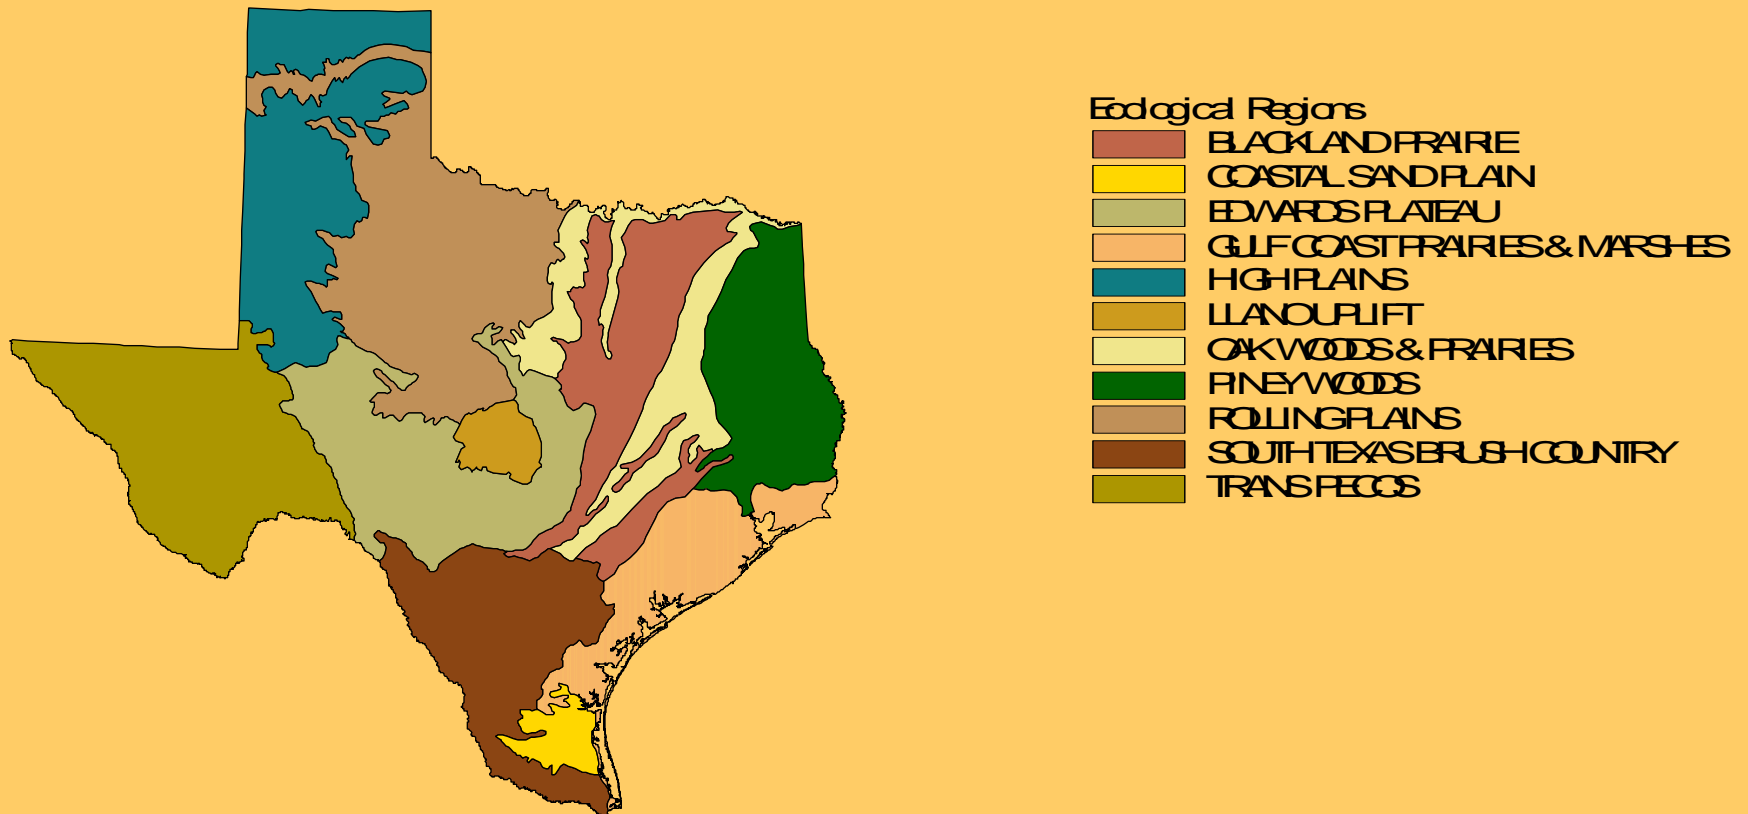 Ecological Regions
BLACKLAND PRAIRIE
COASTAL SAND PLAIN
EDWARDS PLATEAU
GULF COAST PRAIRIES & MARSHES
HIGH PLAINS
LLANO UPLIFT
OAK WOODS & PRAIRIES
PINEY WOODS
ROLLING PLAINS
SOUTH TEXAS BRUSH COUNTRY
TRANS PECOS